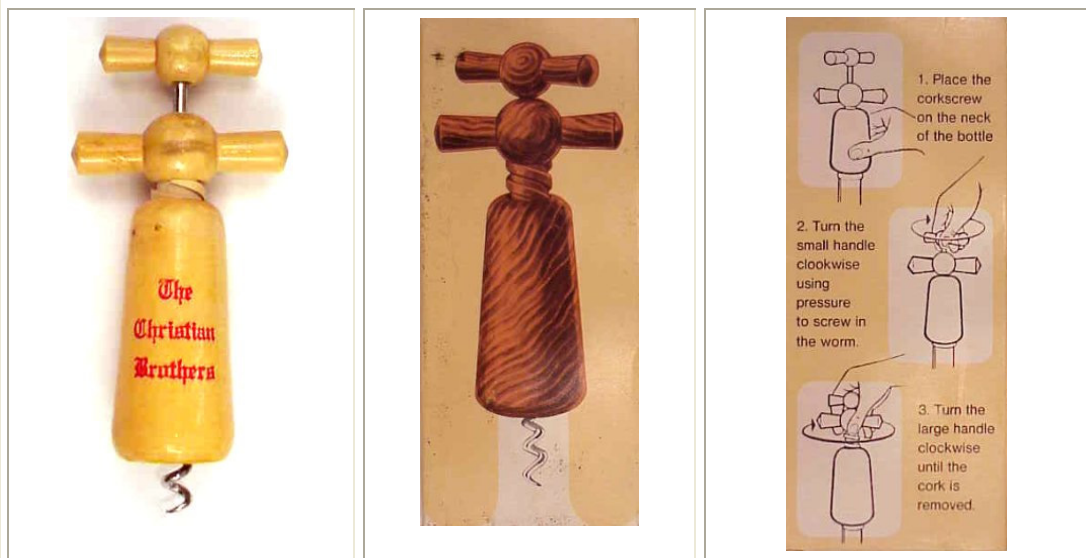 The
Christian
Brothers
1. Place the
corkscrew
on the neck
of the bottle
2. Turn the
small handle
clookwise
using
pressure
to screw in
the worm.
3. Turn the
large handle
clockwise
until the
cork is
removed.